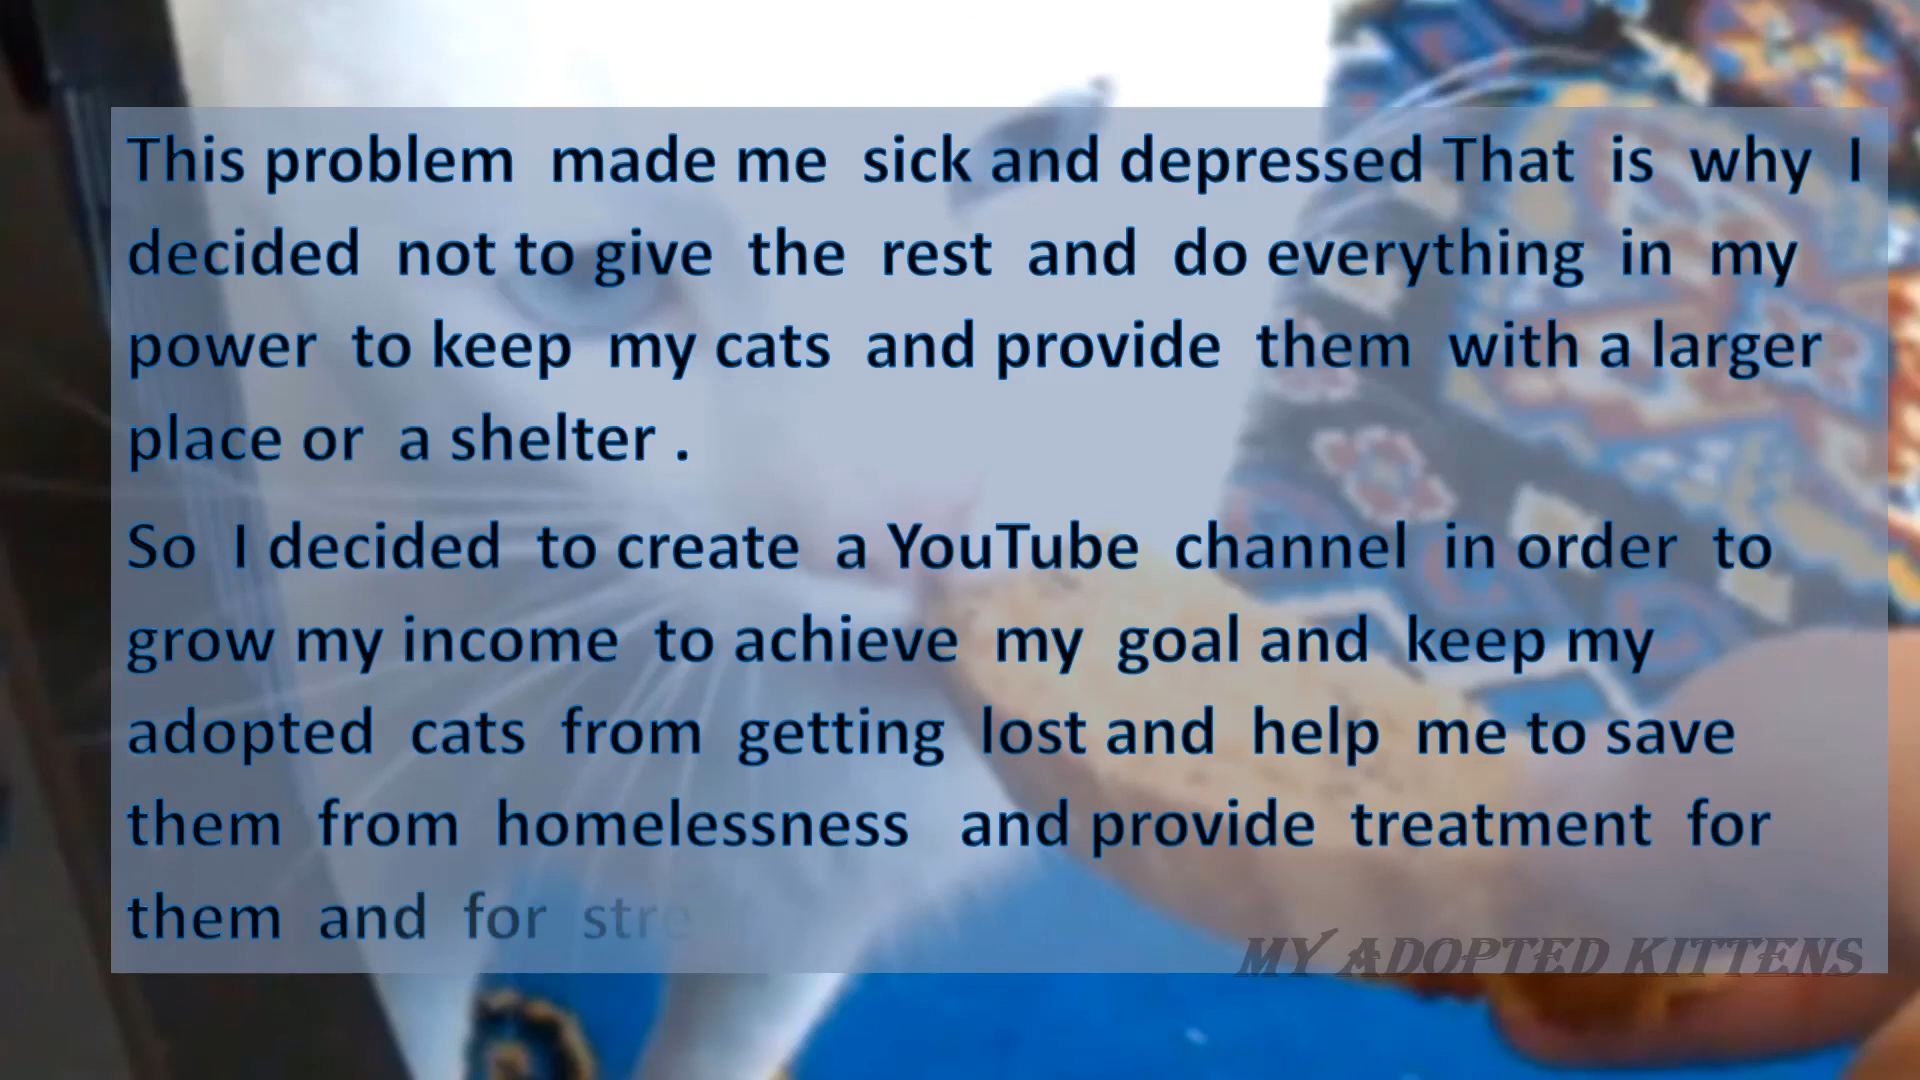 This problem made me sick and depressed That is why I
decided not to give the rest and do everything in my
power to keep my cats and provide them with a larger
place or a shelter .
So I decided to create a YouTube channel in order to
grow my income to achieve my goal and keep my
adopted cats from getting lost and help me to save
them from homelessness and provide treatment for
them and for stre
MY ADOPTED KITTENS